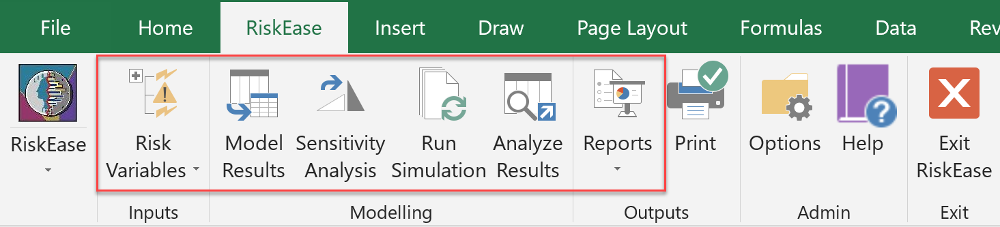 File Home RiskEase Insert Draw Page Layout Formulas Data Rev
RiskEase
Risk
Variables
Model
Results
Sensitivity
Analysis
Run
Simulation
Analyze
Results
Reports
Print
Options
Help
Exit
RiskEase
Inputs Modelling Outputs Admin Exit